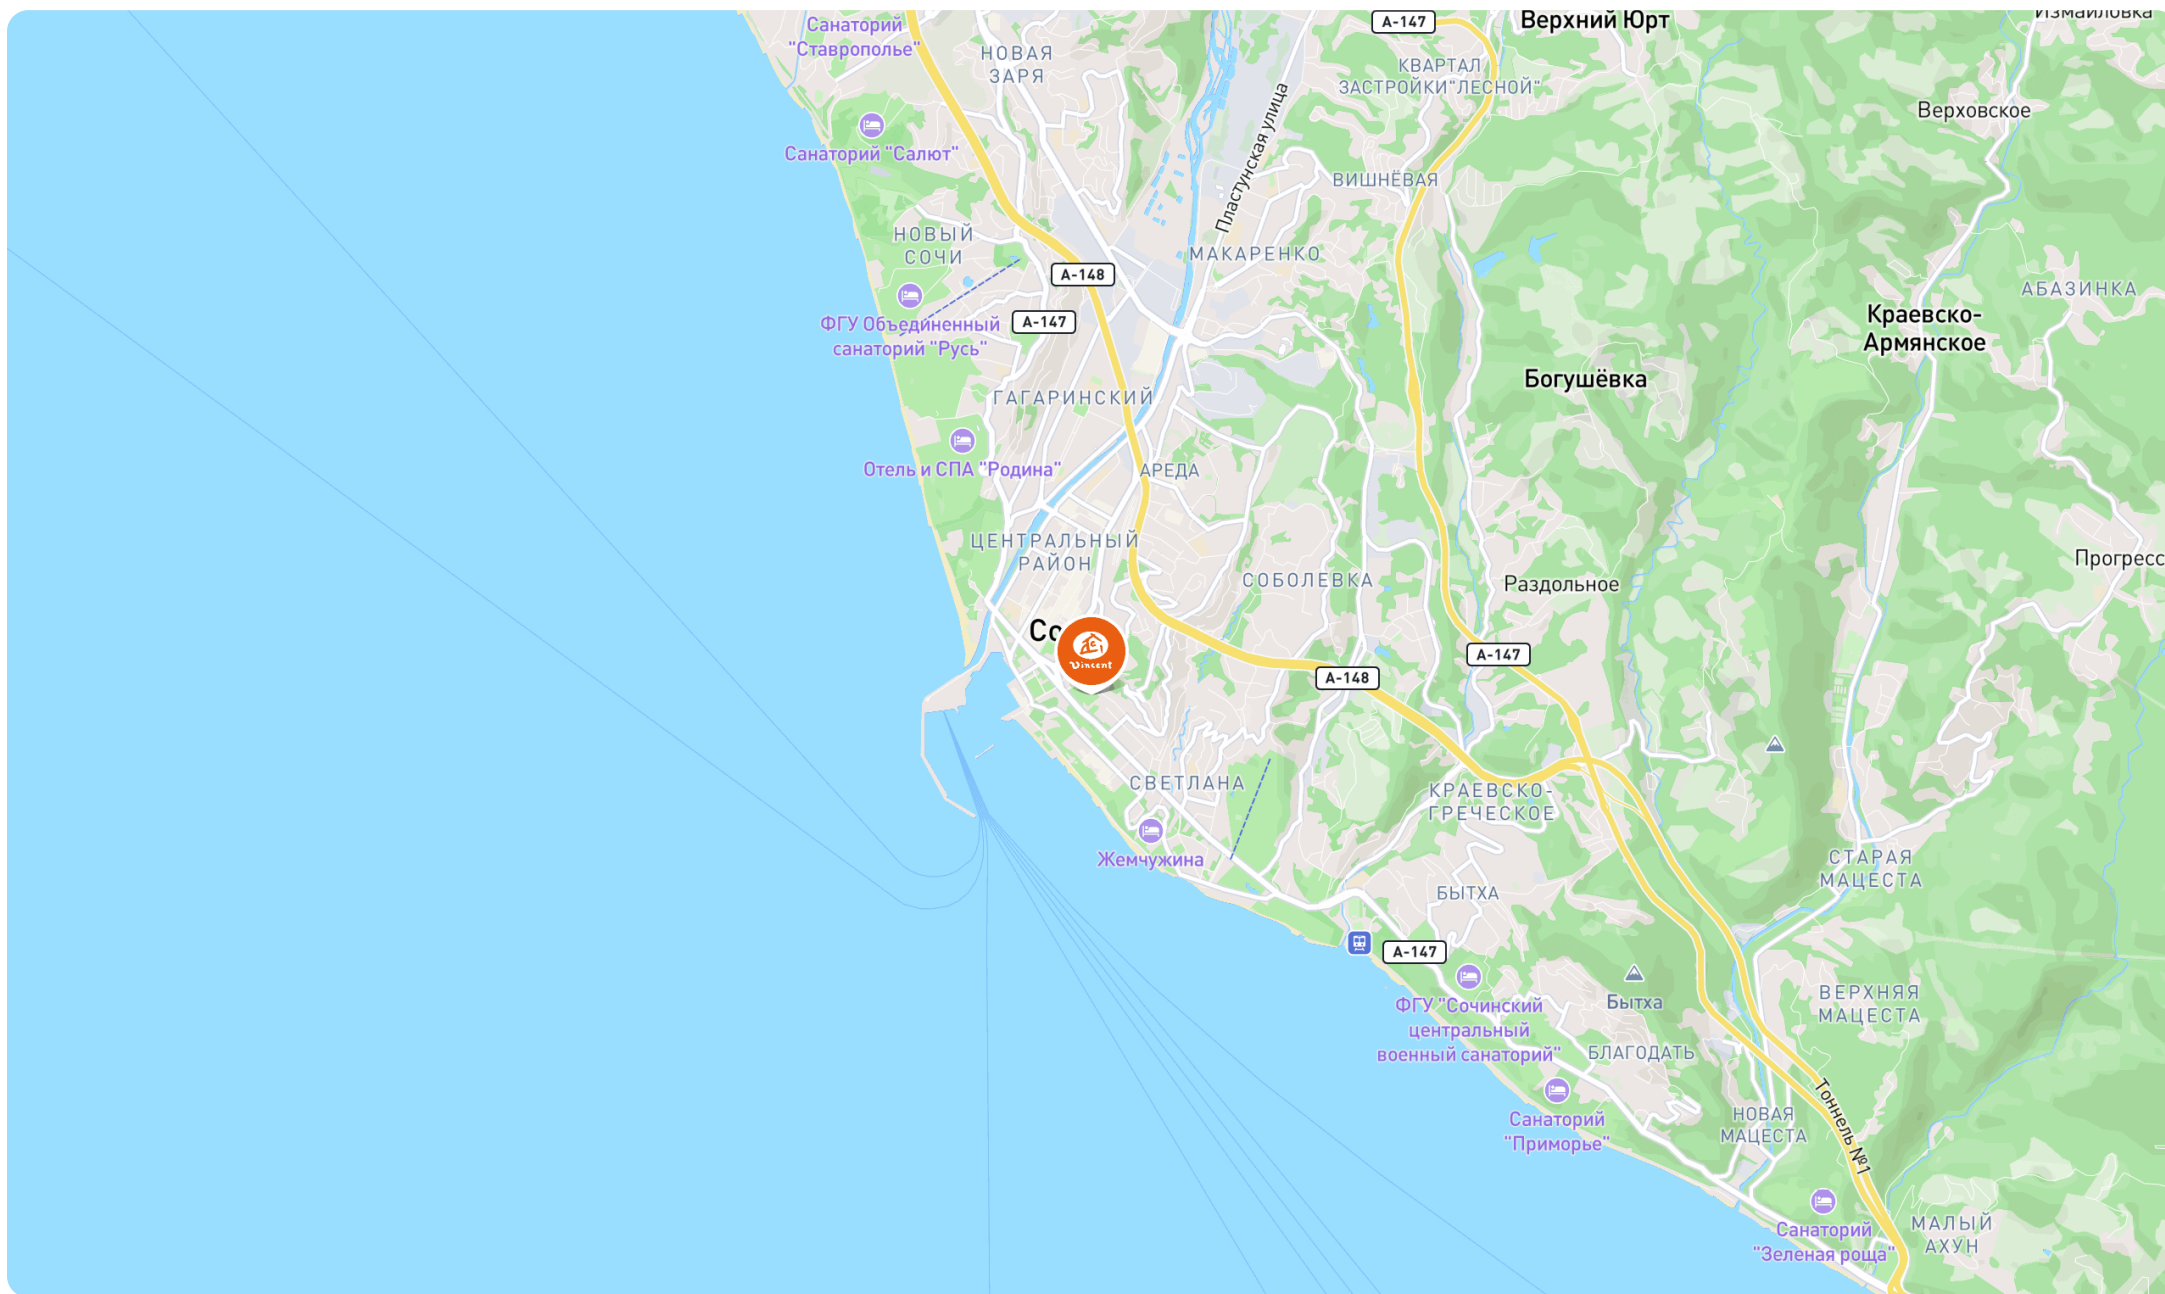 Санаторий
"Ставрополье"
НОВАЯ
ЗАРЯ
А-147
Верхний Юрт
Измайловка
КВАРТАЛ
ЗАСТРОЙКИ"ЛЕСНОЙ"
Верховское
Санаторий "Салют"
Пластунская улица
ВИШНЁВАЯ
НОВЫЙ
СОЧИ
МАКАРЕНКО
А-148
АБАЗИНКА
ФГУ Объединенный
санаторий "Русь"
А-147
Краевско-
Армянское
Богушёвка
ГАГАРИНСКИЙ
Отель и СПА "Родина"
АРЕДА
ЦЕНТРАЛЬНЫЙ
РАЙОН
СОБОЛЕВКА
Раздольное
Прогресс
Со
Vincent
А-147
А-148
СВЕТЛАНА
КРАЕВСКО-
ГРЕЧЕСКОЕ
Жемчужина
СТАРАЯ
МАЦЕСТА
БЫТХА
А-147
ФГУ "Сочинский
центральный
военный санаторий"
Бытха
ВЕРХНЯЯ
МАЦЕСТА
БЛАГОДАТЬ
Санаторий
"Приморье"
НОВАЯ
МАЦЕСТА
Тоннель №1
Санаторий
"Зеленая роща"
МАЛЫЙ
АХУН